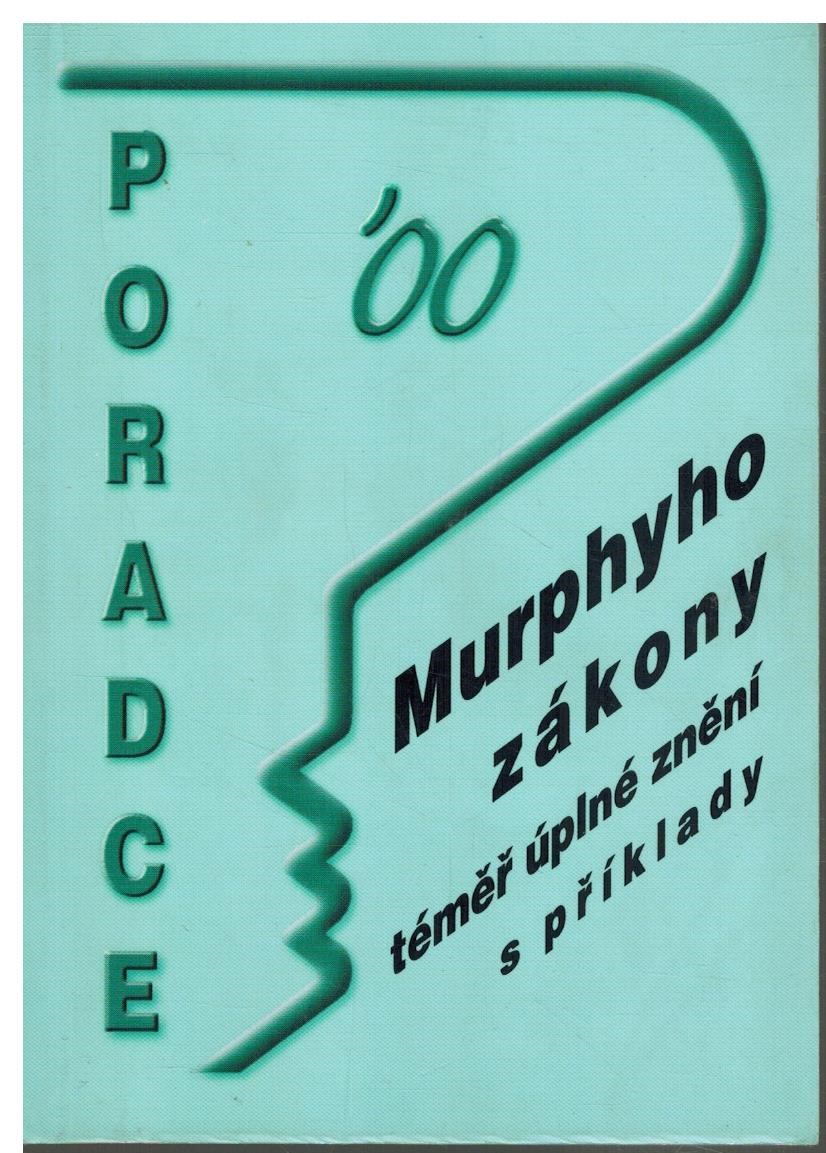 PORADCE
'00
Murphyho
zákony
téměř úplné znění
s příklady